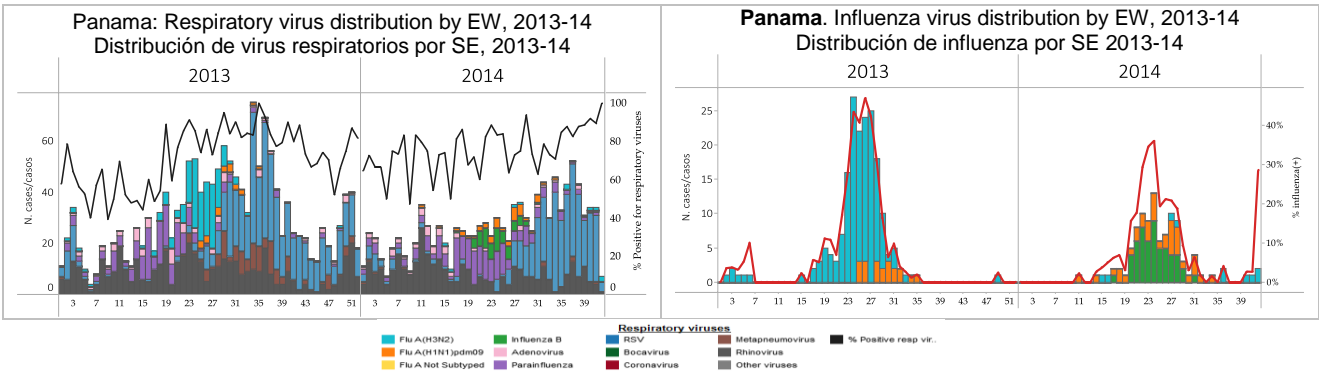 Panama: Respiratory virus distribution by EW, 2013-14
Distribución de virus respiratorios por SE, 2013-14
2013
2014
N. cases/casos
60
40
20
0
3 7 11 15 19 23 27 31 35 39 43 47 51 3 7 11 15 19 23 27 31 35 39
100
80
60
40
20
0
% Positive for respiratory viruses
Panama. Influenza virus distribution by EW, 2013-14
Distribución de influenza por SE 2013-14
2013
2014
N. cases/casos
25
20
15
10
5
0
3 7 11 15 19 23 27 31 35 39 43 47 51 3 7 11 15 19 23 27 31 35 39
40%
30%
20%
10%
0%
% influenza(+)
Respiratory viruses
Flu A(H3N2) Influenza B RSV Metapneumovirus % Positive resp vir..
Flu A(H1N1)pdm09 Adenovirus Bocavirus Rhinovirus
Flu A Not Subtyped Parainfluenza Coronavirus Other viruses